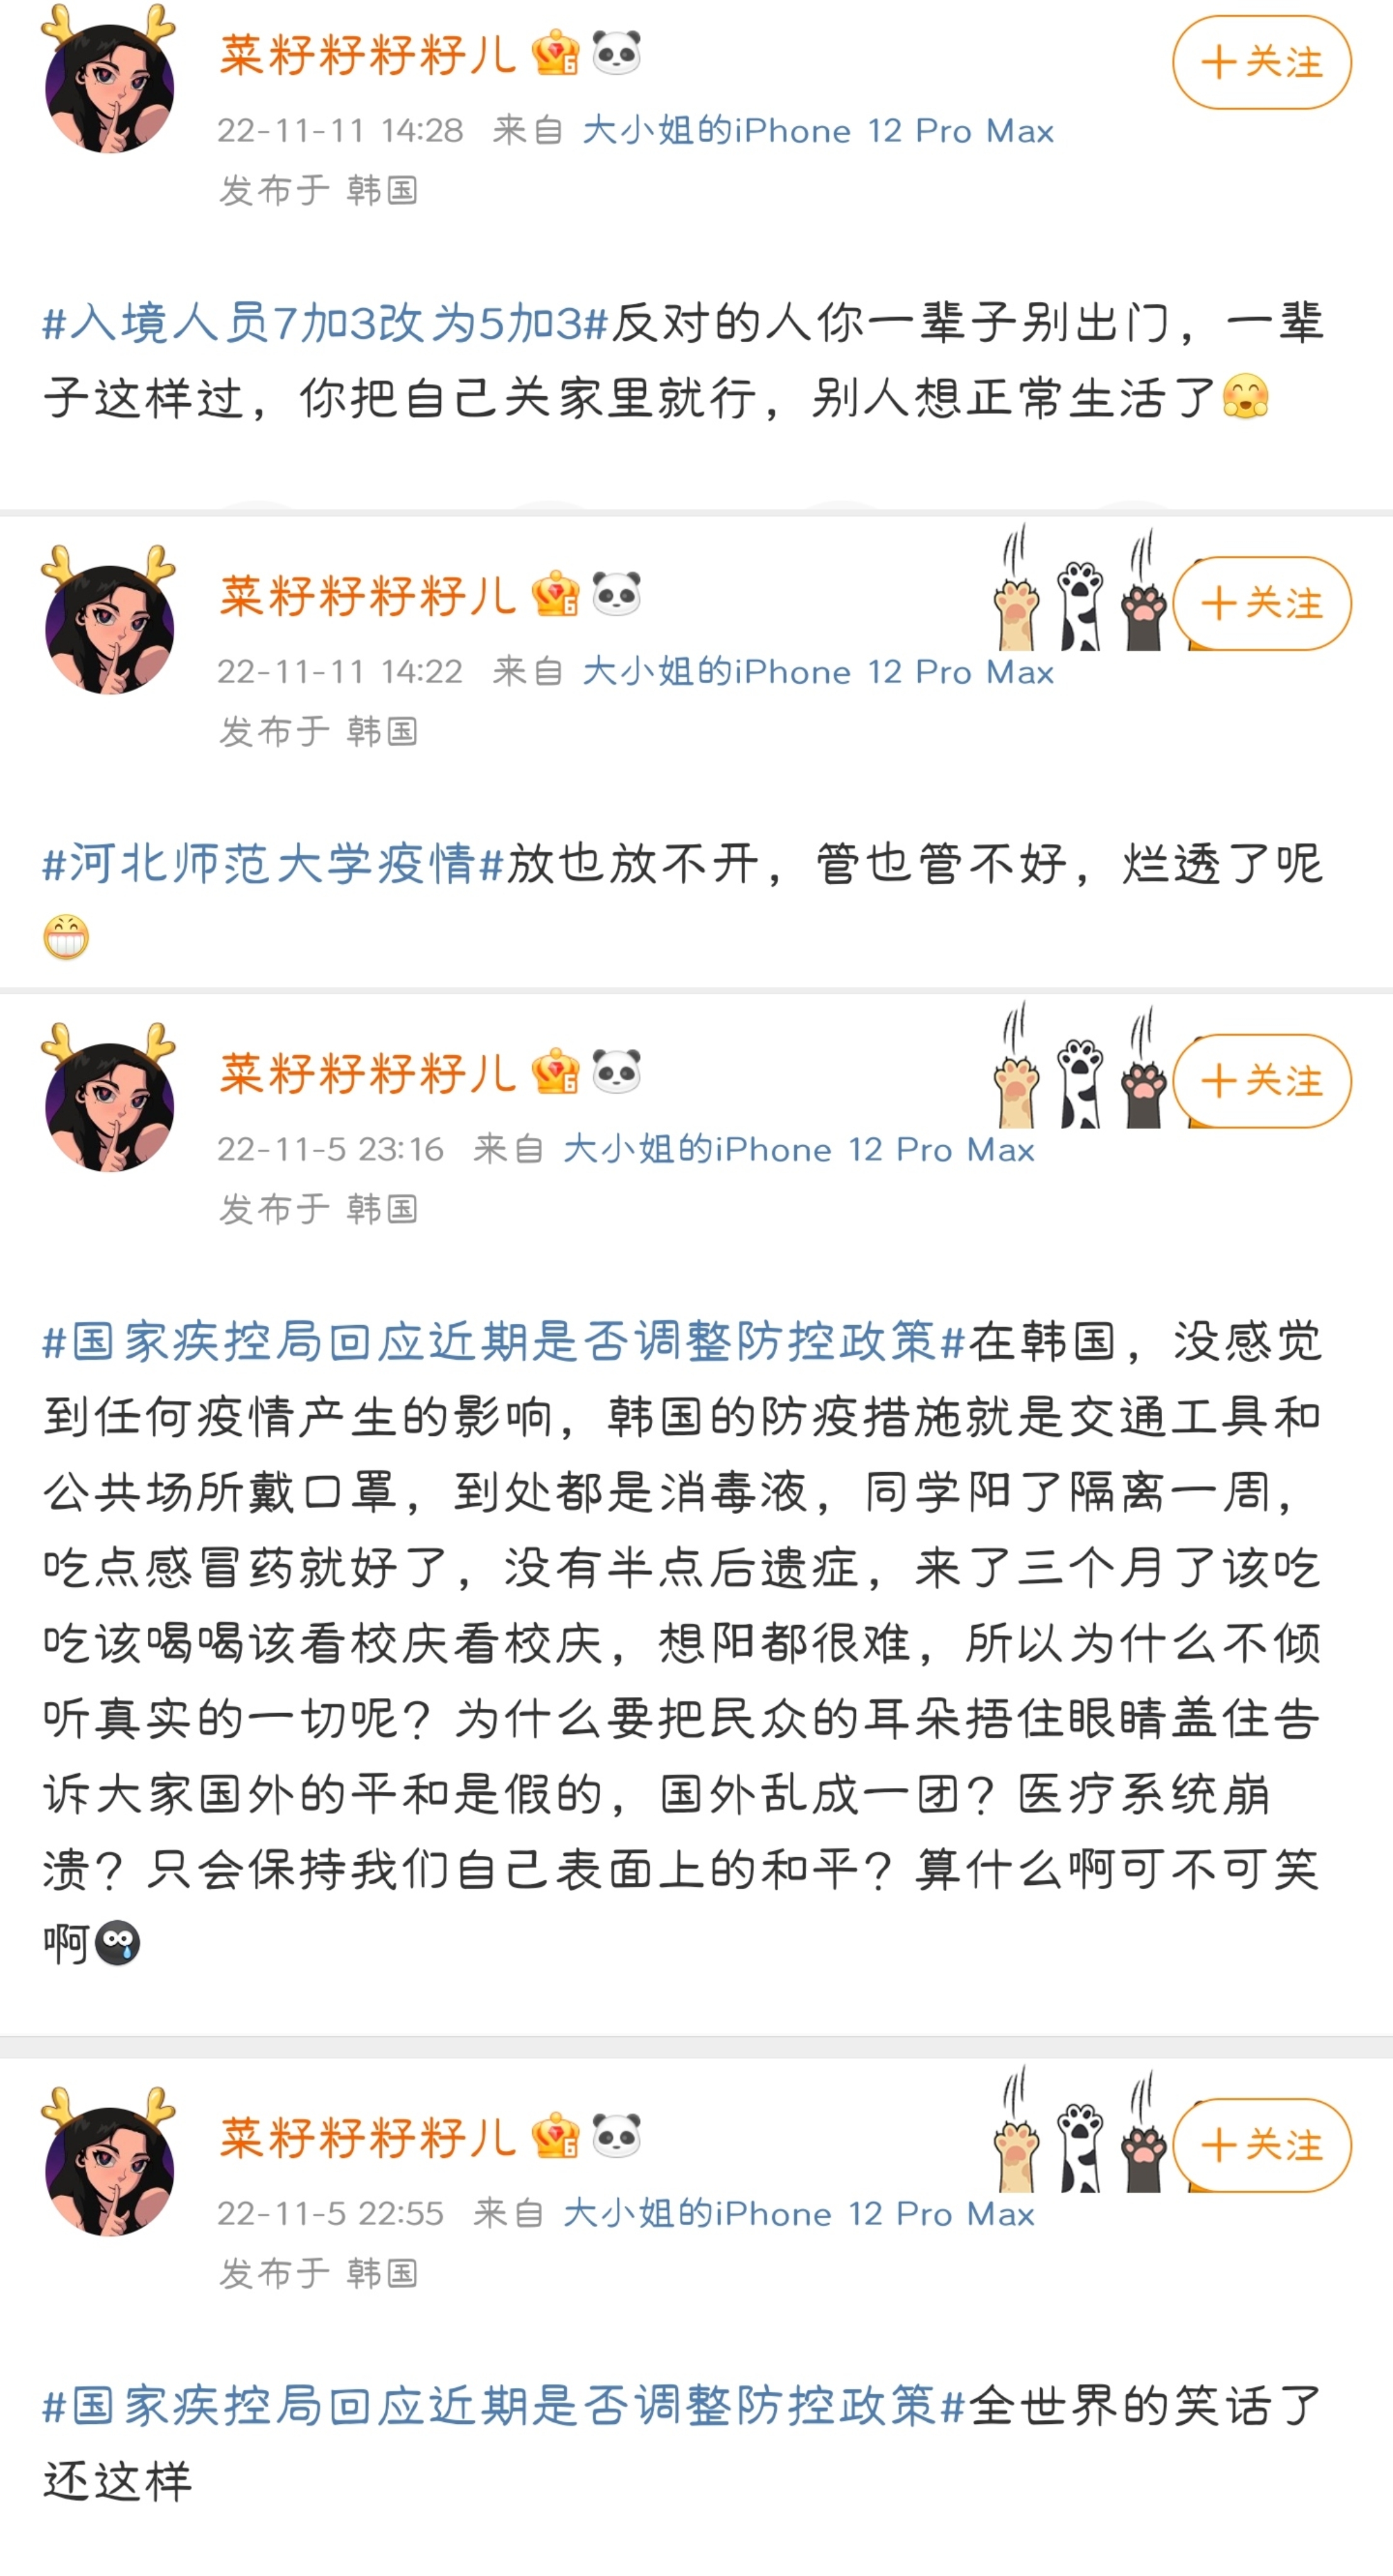 菜籽籽籽籽儿
22-11-11 14:28 来自 大小姐的iPhone 12 Pro Max
发布于 韩国
十关注
#入境人员7加3改为5加3#反对的人你一辈子别出门，一辈
子这样过，你把自己关家里就行，别人想正常生活了
菜籽籽籽籽儿
22-11-11 14:22 来自 大小姐的iPhone 12 Pro Max
发布于 韩国
十关注
#河北师范大学疫情#放也放不开，管也管不好，烂透了呢
菜籽籽籽籽儿
22-11-5 23:16 来自 大小姐的iPhone 12 Pro Max
发布于 韩国
十关注
#国家疾控局回应近期是否调整防控政策#在韩国，没感觉
到任何疫情产生的影响，韩国的防疫措施就是交通工具和
公共场所戴口罩，到处都是消毒液，同学阳了隔离一周，
吃点感冒药就好了，没有半点后遗症，来了三个月了该吃
吃该喝喝该看校庆看校庆，想阳都很难，所以为什么不倾
听真实的一切呢？为什么要把民众的耳朵捂住眼睛盖住告
诉大家国外的平和是假的，国外乱成一团？医疗系统崩
溃？只会保持我们自己表面上的和平？算什么啊可不可笑
啊
菜籽籽籽籽儿
22-11-5 22:55 来自 大小姐的iPhone 12 Pro Max
发布于 韩国
十关注
#国家疾控局回应近期是否调整防控政策#全世界的笑话了
还这样